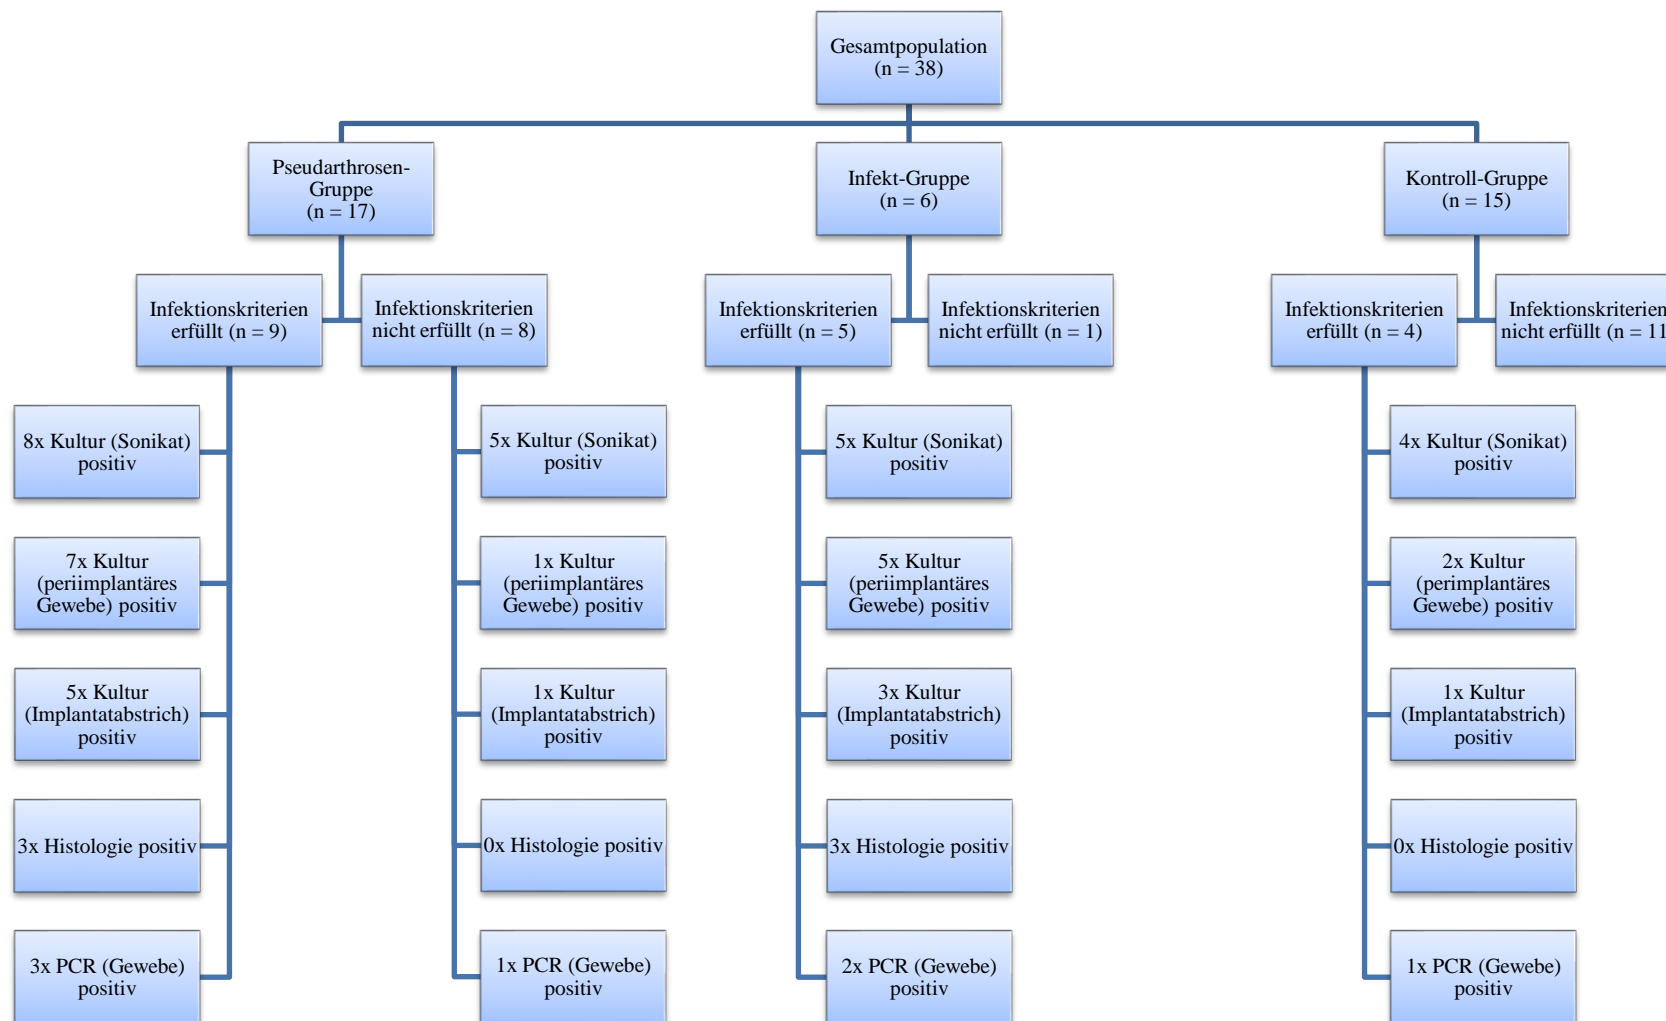 Gesamtpopulation
(n = 38)
Pseudarthrosen-
Gruppe
(n = 17)
Infekt-Gruppe
(n = 6)
Kontroll-Gruppe
(n = 15)
Infektionskriterien
erfüllt (n = 9)
Infektionskriterien
nicht erfüllt (n = 8)
Infektionskriterien
erfüllt (n = 5)
Infektionskriterien
nicht erfüllt (n = 1)
Infektionskriterien
erfüllt (n = 4)
Infektionskriterien
nicht erfüllt (n = 11
8x Kultur (Sonikat)
positiv
5x Kultur (Sonikat)
positiv
5x Kultur (Sonikat)
positiv
4x Kultur (Sonikat)
positiv
7x Kultur
(periimplantäres
Gewebe) positiv
1x Kultur
(periimplantäres
Gewebe) positiv
5x Kultur
(periimplantäres
Gewebe) positiv
2x Kultur
(perimplantäres
Gewebe) positiv
5x Kultur
(Implantatabstrich)
positiv
1x Kultur
(Implantatabstrich)
positiv
3x Kultur
(Implantatabstrich)
positiv
1x Kultur
(Implantatabstrich)
positiv
3x Histologie positiv
0x Histologie positiv
3x Histologie positiv
0x Histologie positiv
3x PCR (Gewebe)
positiv
1x PCR (Gewebe)
positiv
2x PCR (Gewebe)
positiv
1x PCR (Gewebe)
positiv